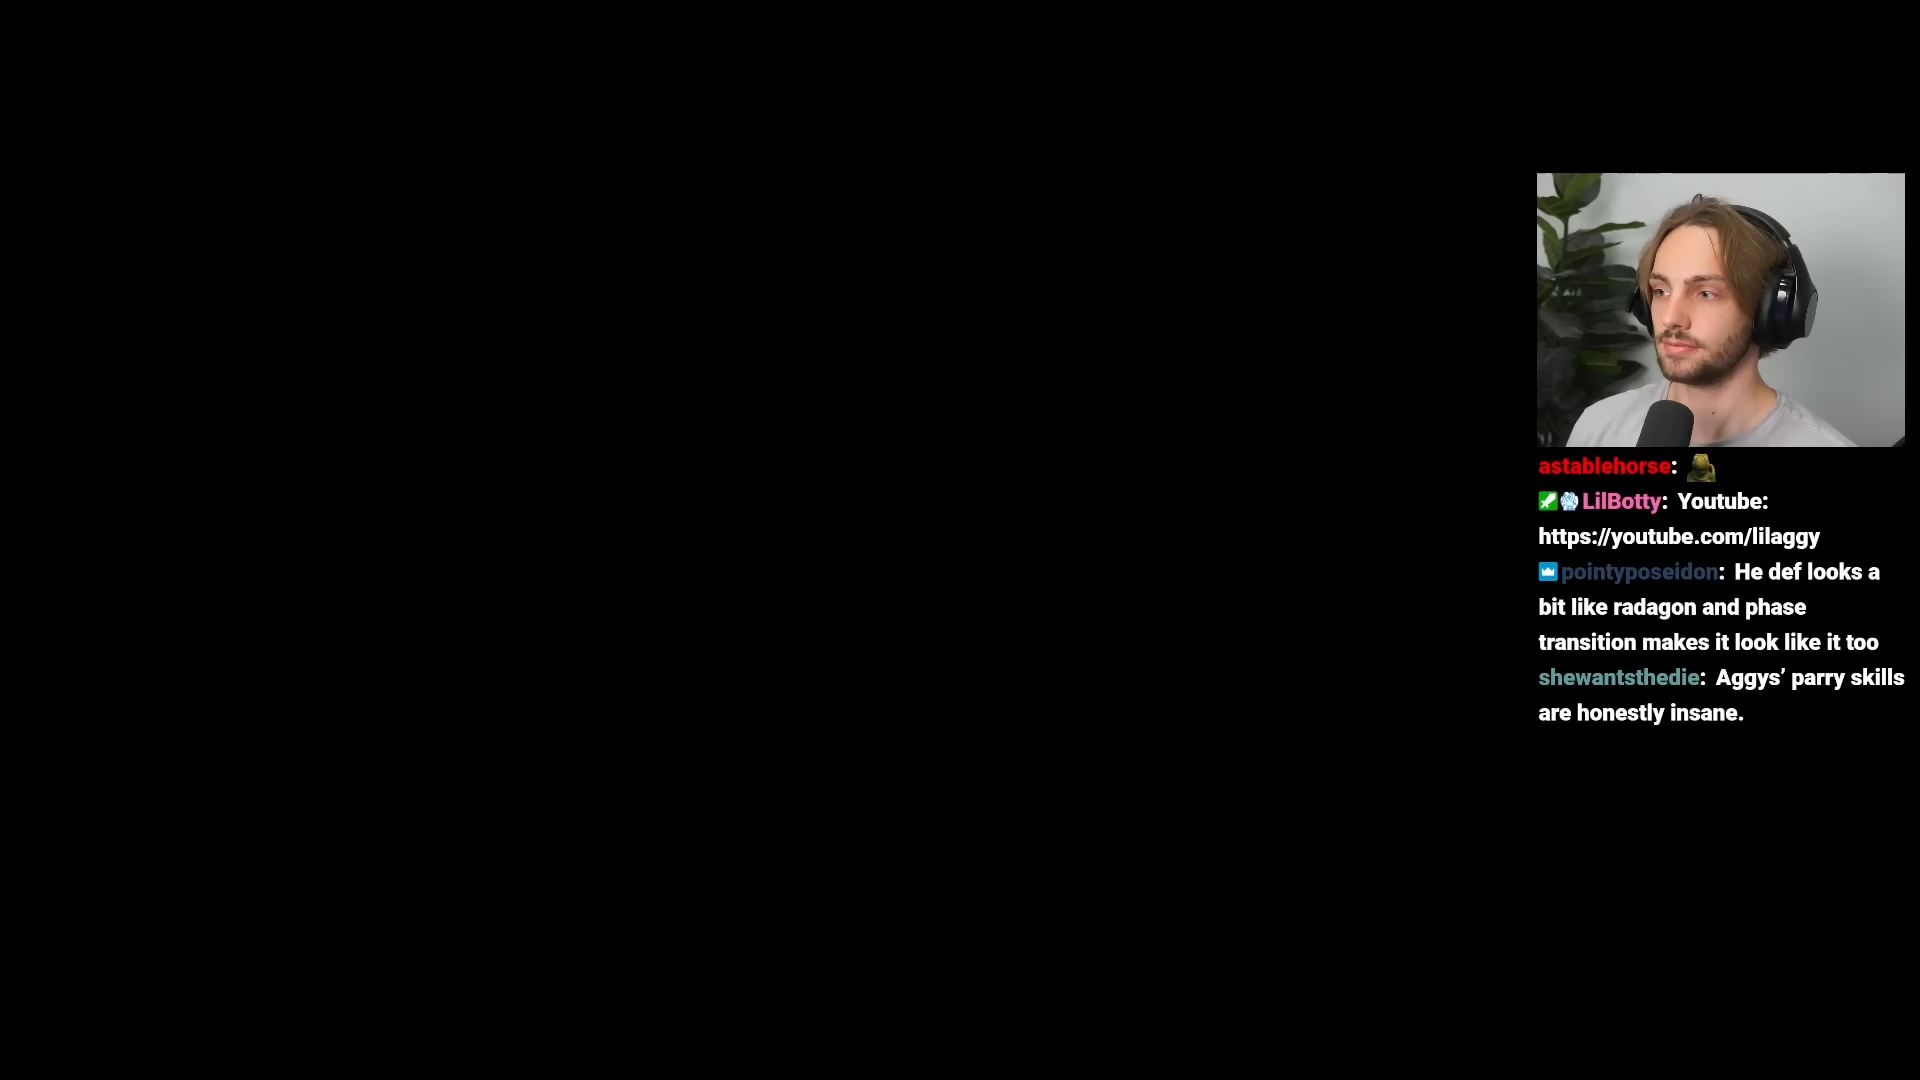 astablehorse:
LilBotty: Youtube:
https://youtube.com/lilaggy
pointyposeidon: He def looks a
bit like radagon and phase
transition makes it look like it too
shewantsthedie: Aggys’ parry skills
are honestly insane.